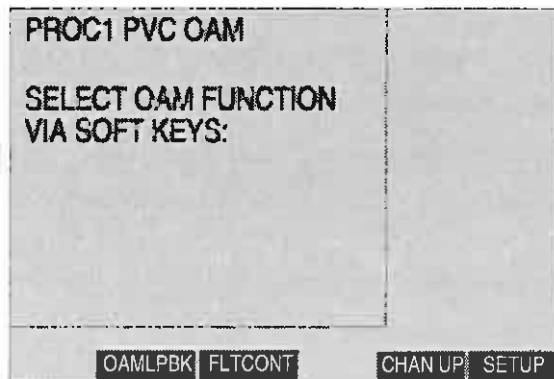 PROC1 PVC OAM
SELECT OAM FUNCTION
VIA SOFT KEYS:
OAMLPBK FLTCONT CHAN UP SETUP